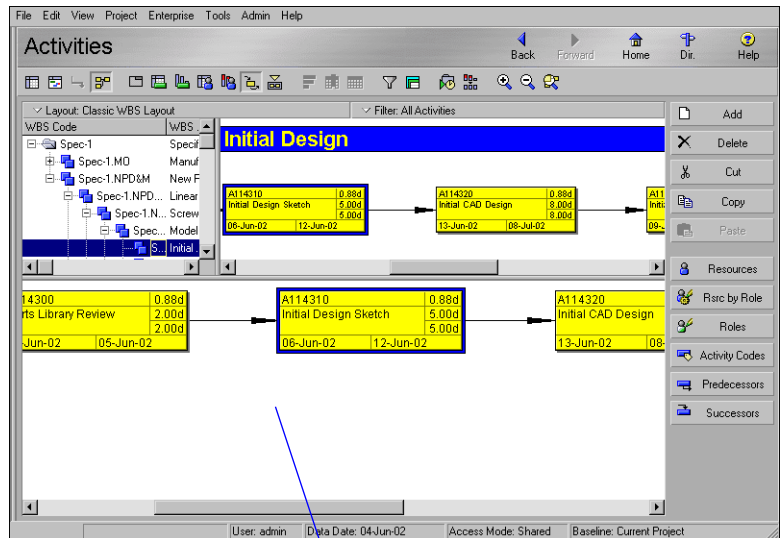 File Edit View Project Enterprise Tools Admin Help
Activities
Back Forward Home Dir. Help
Layout: Classic WBS Layout
Filter: All Activities
WBS Code WBS
Spec-1 Specif
Spec-1.MO Manuf
Spec-1.NPD&M New F
Spec-1.NPD... Linear
Spec-1.N... Screw
Spec... Model
S... Initial
Initial Design
A114310 0.88d
Initial Design Sketch 5.00d
5.00d
06-Jun-02 12-Jun-02
A114320 0.88d
Initial CAD Design 8.00d
8.00d
13-Jun-02 08-Jul-02
A11
Initi
09-
14300 0.88d
rts Library Review 2.00d
2.00d
-Jun-02 05-Jun-02
A114310 0.88d
Initial Design Sketch 5.00d
5.00d
06-Jun-02 12-Jun-02
A114320
Initial CAD Design
13-Jun-02 08-
Add
Delete
Cut
Copy
Paste
Resources
Rsrc by Role
Roles
Activity Codes
Predecessors
Successors
User: admin Data Date: 04-Jun-02 Access Mode: Shared Baseline: Current Project